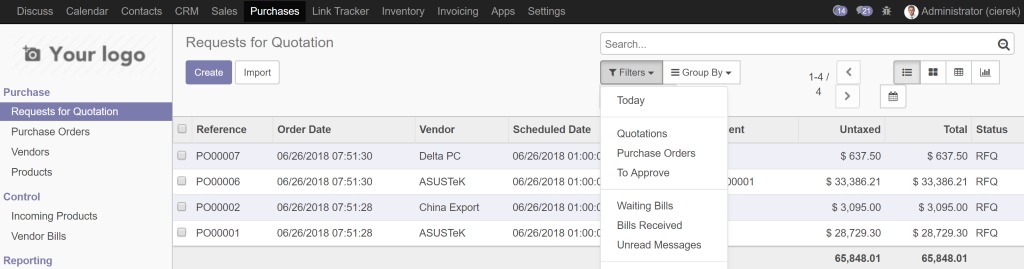 Discuss Calendar Contacts CRM Sales Purchases Link Tracker Inventory Invoicing Apps Settings 14 21 Administrator (cierek)
Your logo
Requests for Quotation
Search...
Create Import
Filters Group By
1-4 / 4
Purchase
Requests for Quotation
Purchase Orders
Vendors
Products
Control
Incoming Products
Vendor Bills
Reporting
Today
Quotations
Purchase Orders
To Approve
Waiting Bills
Bills Received
Unread Messages
Reference Order Date Vendor Scheduled Date ent Untaxed Total Status
PO00007 06/26/2018 07:51:30 Delta PC 06/26/2018 01:00:0 $ 637.50 $ 637.50 RFQ
PO00006 06/26/2018 07:51:30 ASUSTeK 06/26/2018 01:00:0 00001 $ 33,386.21 $ 33,386.21 RFQ
PO00002 06/26/2018 07:51:28 China Export 06/26/2018 01:00:0 $ 3,095.00 $ 3,095.00 RFQ
PO00001 06/26/2018 07:51:28 ASUSTeK 06/26/2018 01:00:0 $ 28,729.30 $ 28,729.30 RFQ
65,848.01 65,848.01